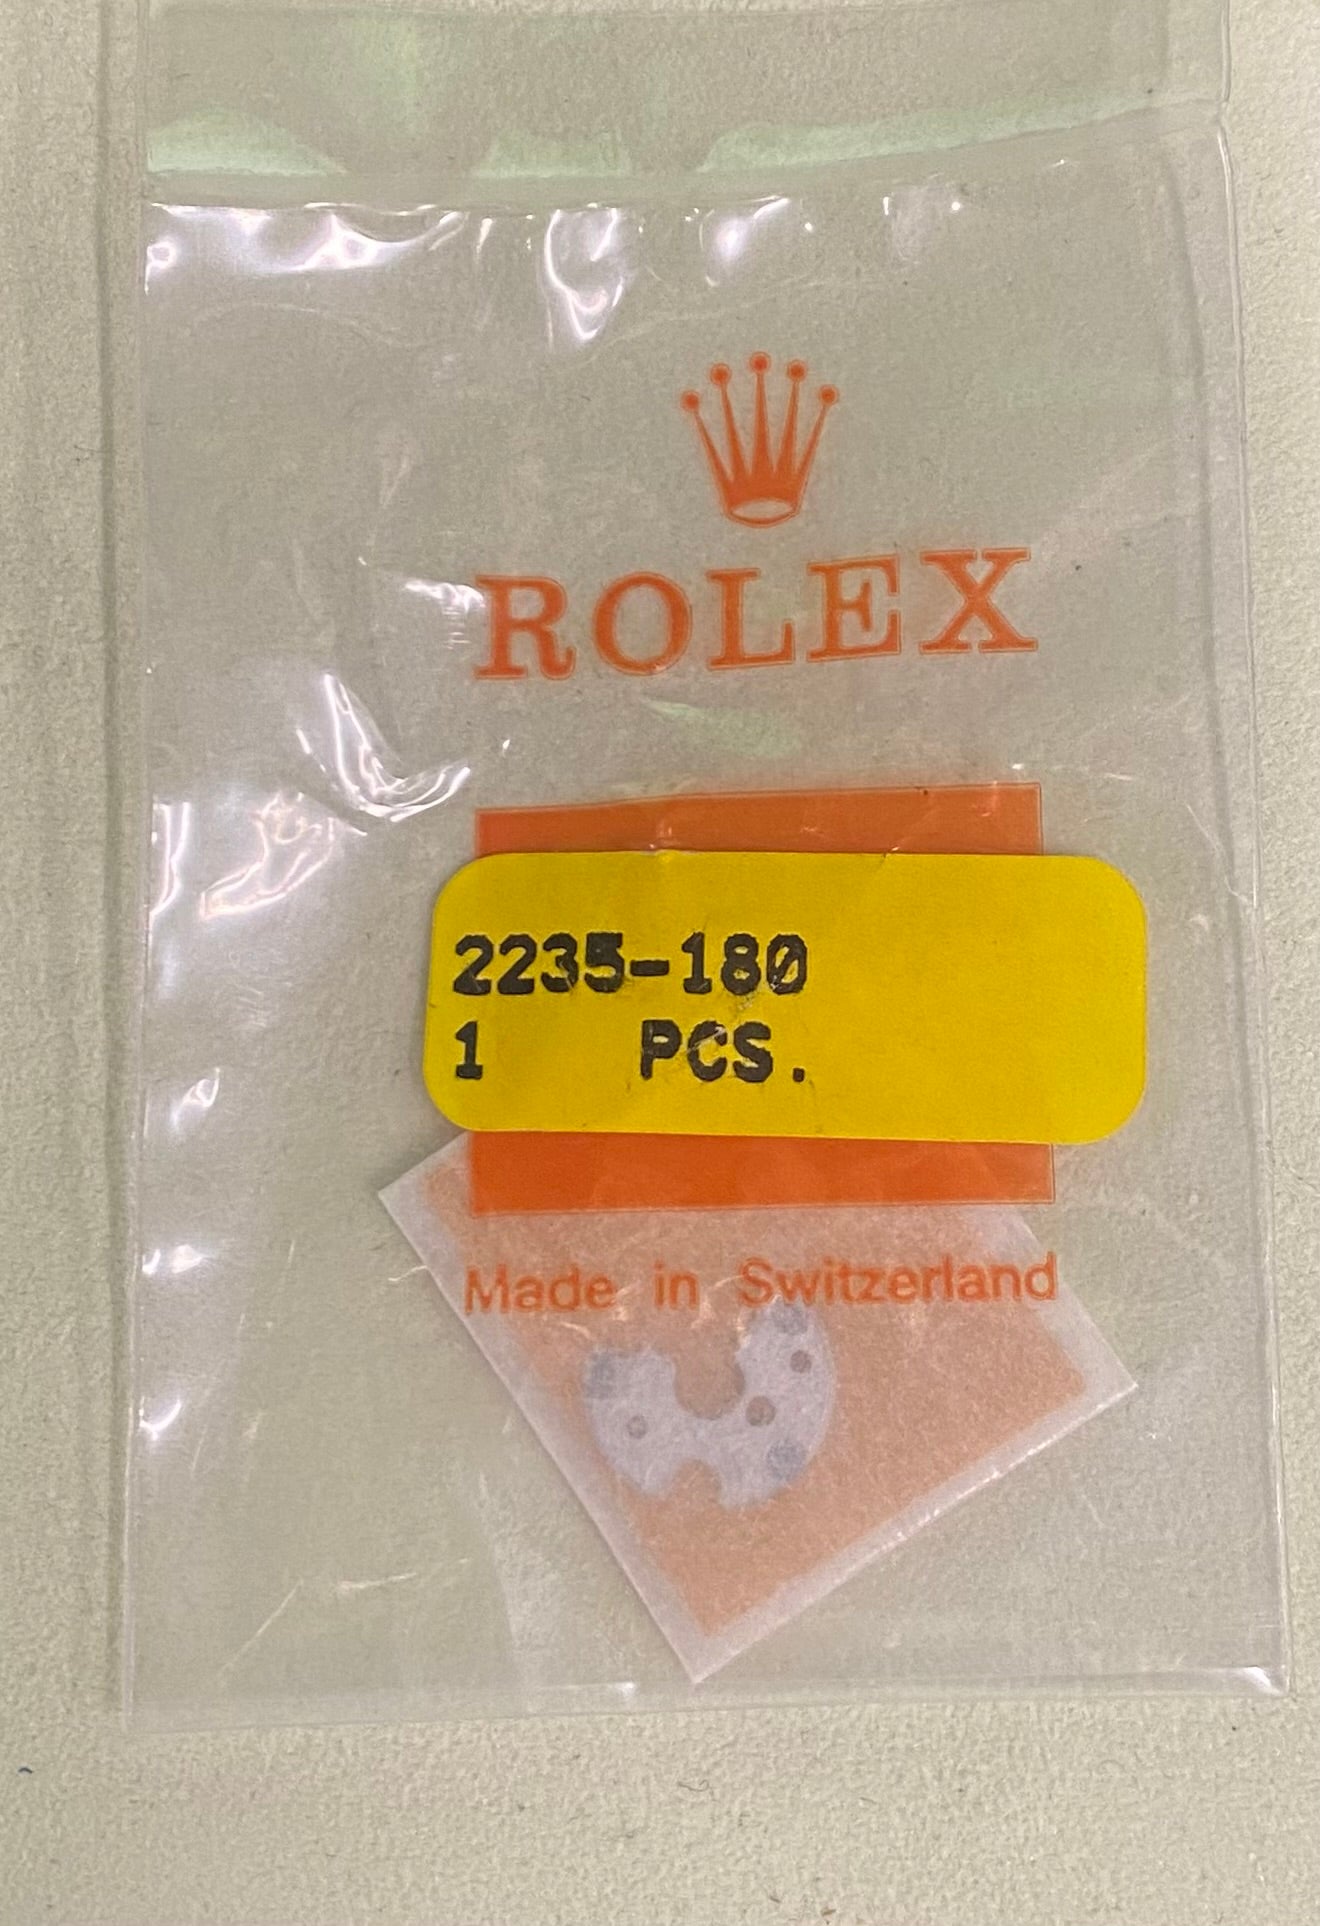 ROLEX
2235-180
1 PCS.
Made in Switzerland